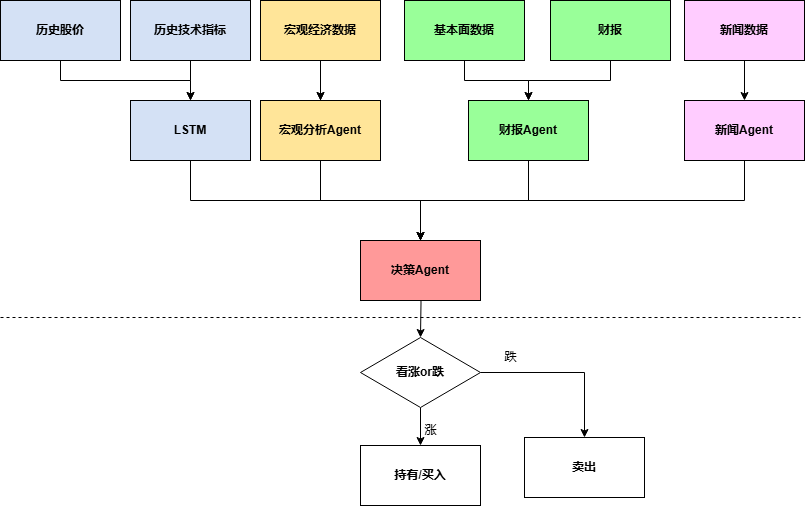 历史股价
历史技术指标
宏观经济数据
基本面数据
财报
新闻数据
LSTM
宏观分析Agent
财报Agent
新闻Agent
决策Agent
看涨or跌
跌
涨
持有/买入
卖出